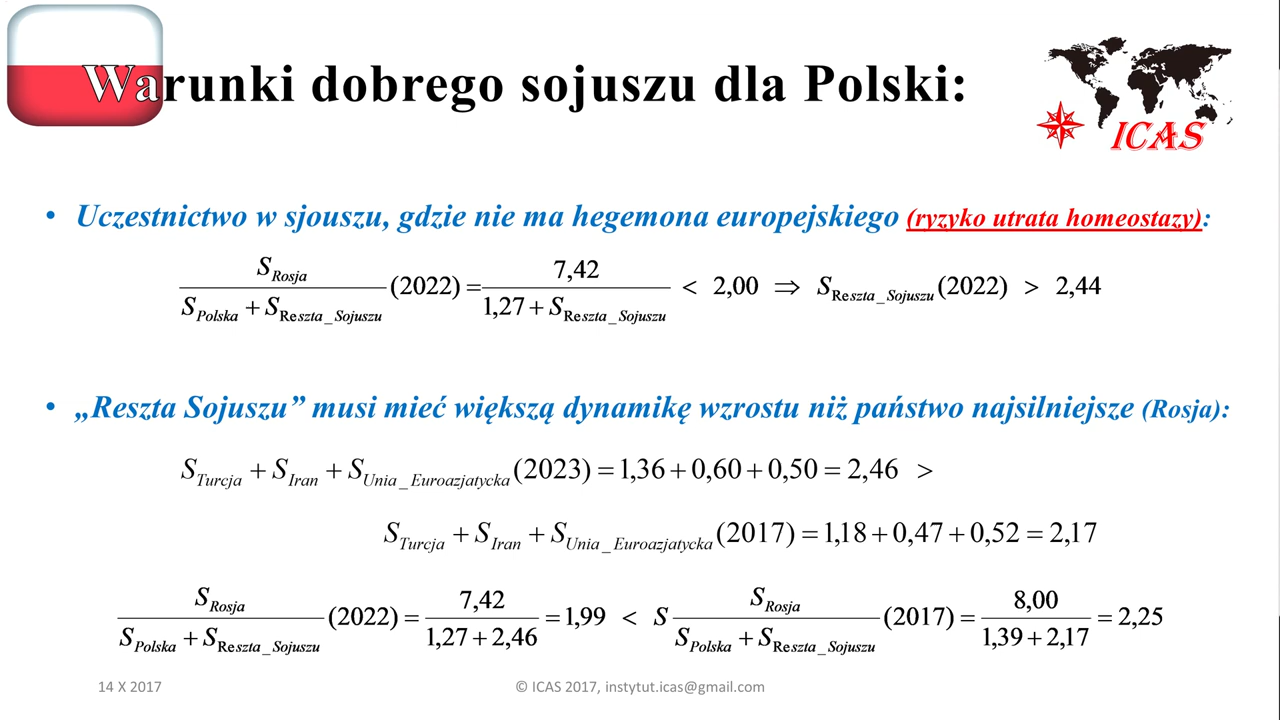 Warunki dobrego sojuszu dla Polski:
ICAS
• Uczestnictwo w sjouszu, gdzie nie ma hegemona europejskiego (ryzyko utrata homeostazy):
S_Rosja / (S_Polska + S_Reszta_Sojuszu) (2022) = 7,42 / (1,27 + S_Reszta_Sojuszu) < 2,00 ⇒ S_Reszta_Sojuszu (2022) > 2,44
• „Reszta Sojuszu” musi mieć większą dynamikę wzrostu niż państwo najsilniejsze (Rosja):
S_Turcja + S_Iran + S_Unia_Euroazjatycka (2023) = 1,36 + 0,60 + 0,50 = 2,46 >
S_Turcja + S_Iran + S_Unia_Euroazjatycka (2017) = 1,18 + 0,47 + 0,52 = 2,17
S_Rosja / (S_Polska + S_Reszta_Sojuszu) (2022) = 7,42 / (1,27 + 2,46) = 1,99 < S S_Rosja / (S_Polska + S_Reszta_Sojuszu) (2017) = 8,00 / (1,39 + 2,17) = 2,25
14 X 2017
© ICAS 2017, instytut.icas@gmail.com